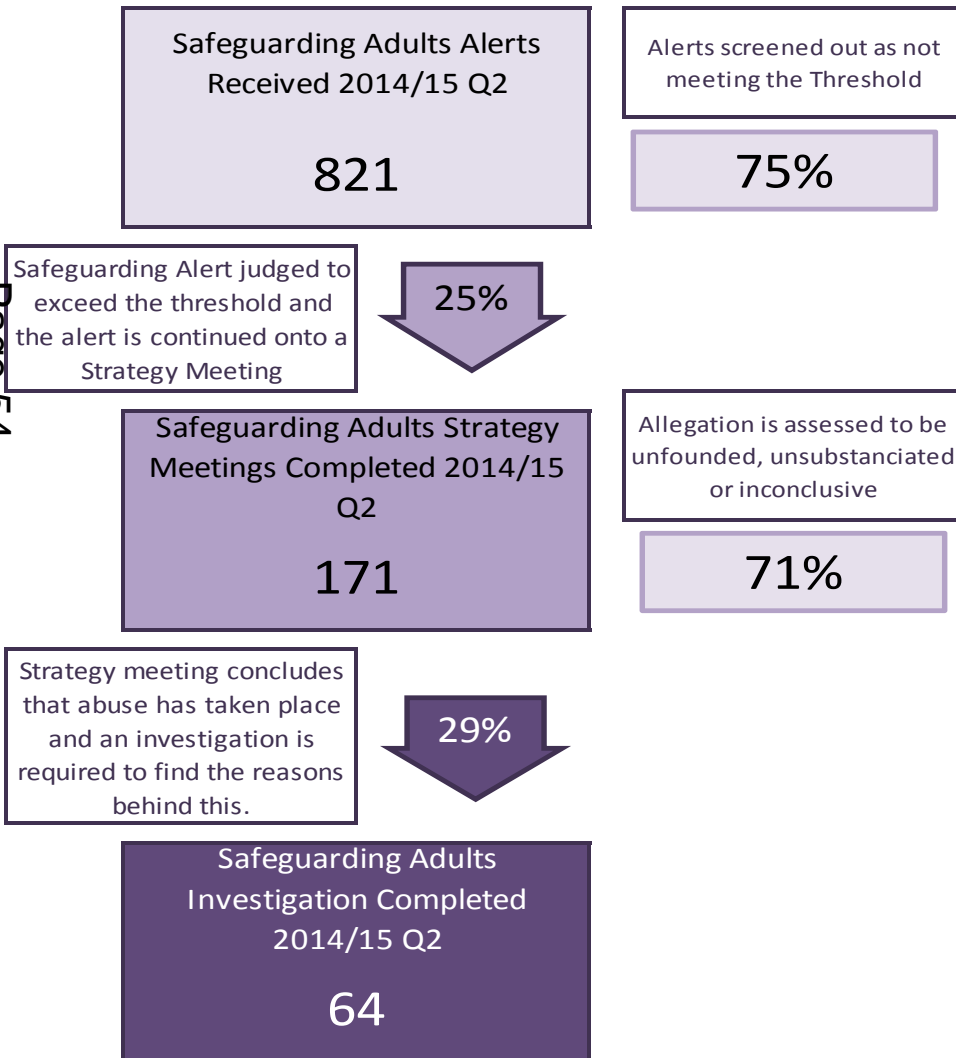 Safeguarding Adults Alerts
Received 2014/15 Q2
821
Alerts screened out as not
meeting the Threshold
75%
Safeguarding Alert judged to
exceed the threshold and
the alert is continued onto a
Strategy Meeting
25%
Safeguarding Adults Strategy
Meetings Completed 2014/15
Q2
171
Allegation is assessed to be
unfounded, unsubstanciated
or inconclusive
71%
Strategy meeting concludes
that abuse has taken place
and an investigation is
required to find the reasons
behind this.
29%
Safeguarding Adults
Investigation Completed
2014/15 Q2
64